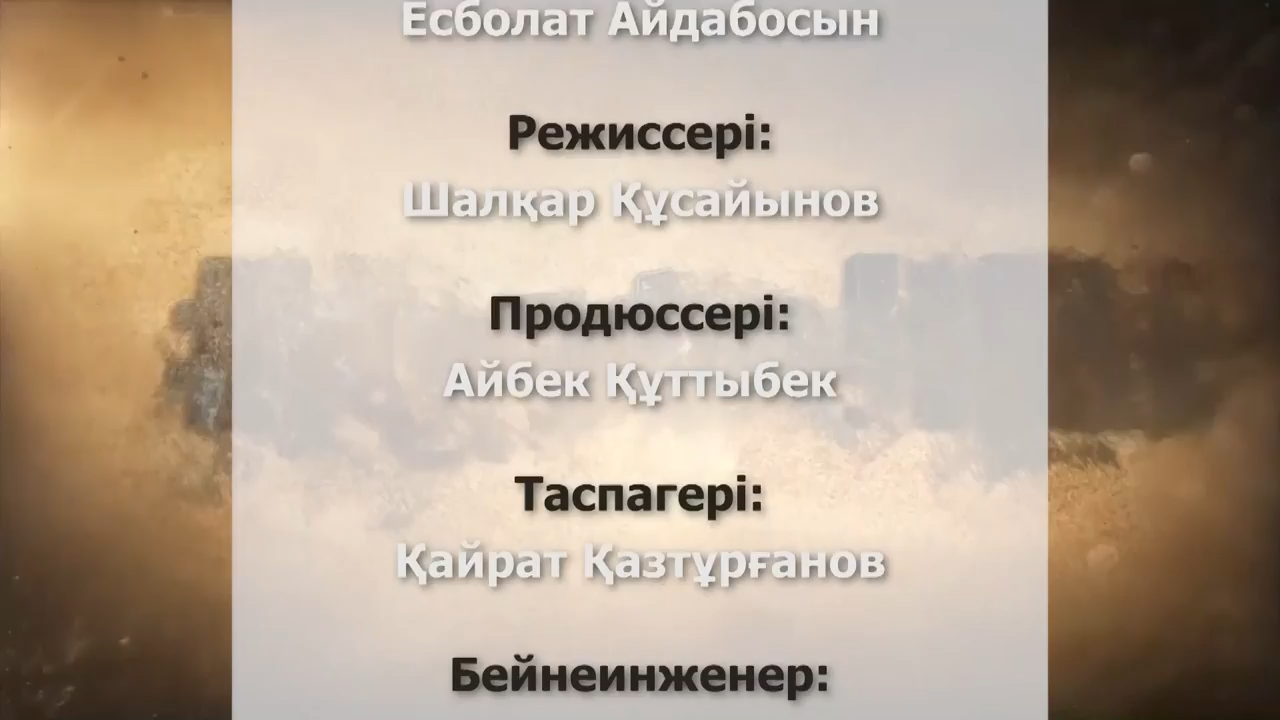 Есболат Айдабосын
Режиссері:
Шалқар Құсайынов
Продюссері:
Айбек Құттыбек
Таспагері:
Қайрат Қазтұрғанов
Бейнеинженер: